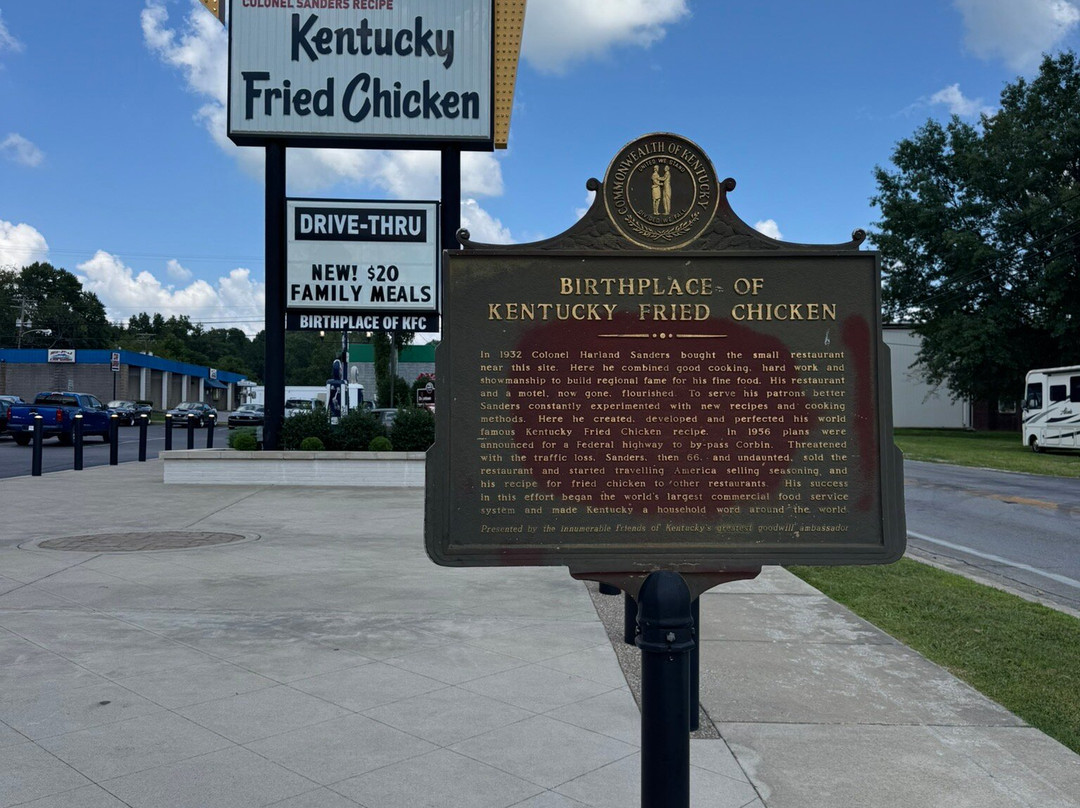 COLONEL SANDERS RECIPE
Kentucky
Fried Chicken
DRIVE-THRU
NEW! $20
FAMILY MEALS
BIRTHPLACE OF KFC
COMMONWEALTH OF KENTUCKY
UNITED WE STAND
DIVIDED WE FALL
BIRTHPLACE OF
KENTUCKY FRIED CHICKEN
In 1932 Colonel Harland Sanders bought the small restaurant
near this site. Here he combined good cooking, hard work and
showmanship to build regional fame for his fine food. His restaurant
and a motel, now gone, flourished. To serve his patrons better
Sanders constantly experimented with new recipes and cooking
methods. Here he created, developed and perfected his world
famous Kentucky Fried Chicken recipe. In 1956 plans were
announced for a Federal highway to by-pass Corbin. Threatened
with the traffic loss, Sanders, then 66, and undaunted, sold the
restaurant and started travelling America selling seasoning and
his recipe for fried chicken to other restaurants. His success
in this effort began the world's largest commercial food service
system and made Kentucky a household word around the world.
Presented by the innumerable friends of Kentucky's greatest goodwill ambassador